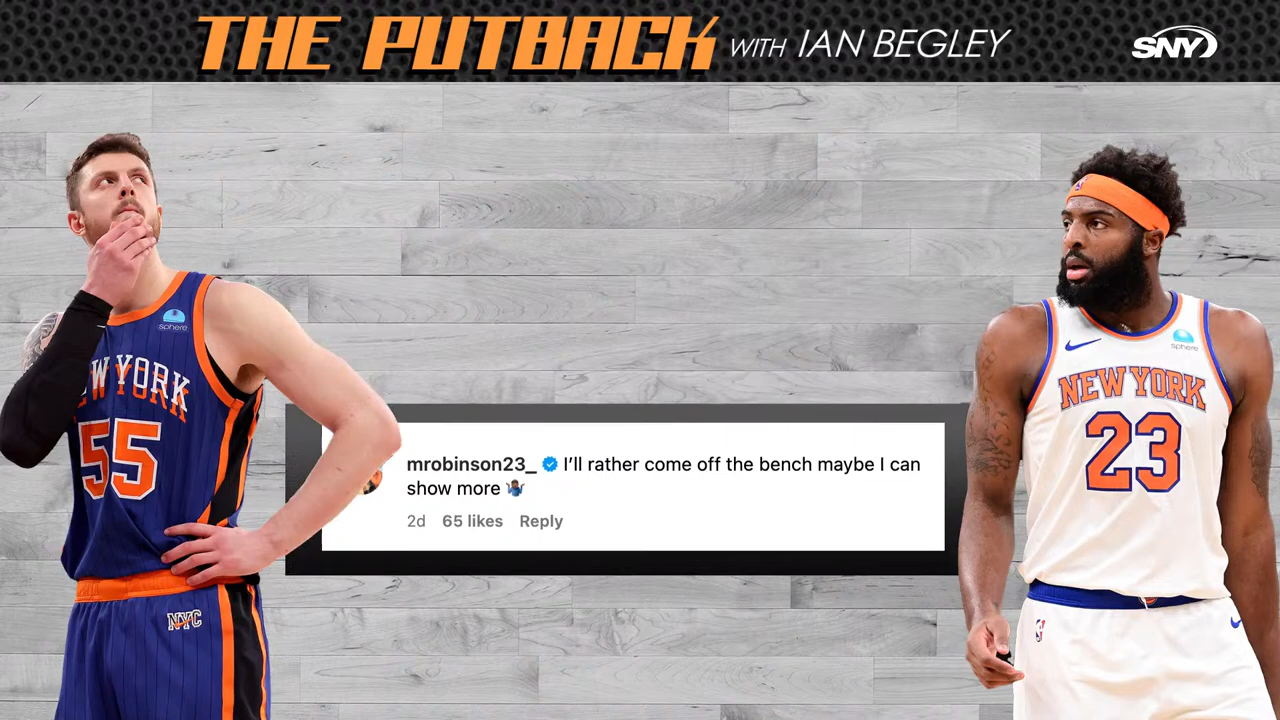 THE PUTBACK WITH IAN BEGLEY
SNY
sphere
W YORK
55
NYC
sphere
NEW YORK
23
mrobinson23_ I'll rather come off the bench maybe I can
show more 🤷🏾‍♂️
2d 65 likes Reply